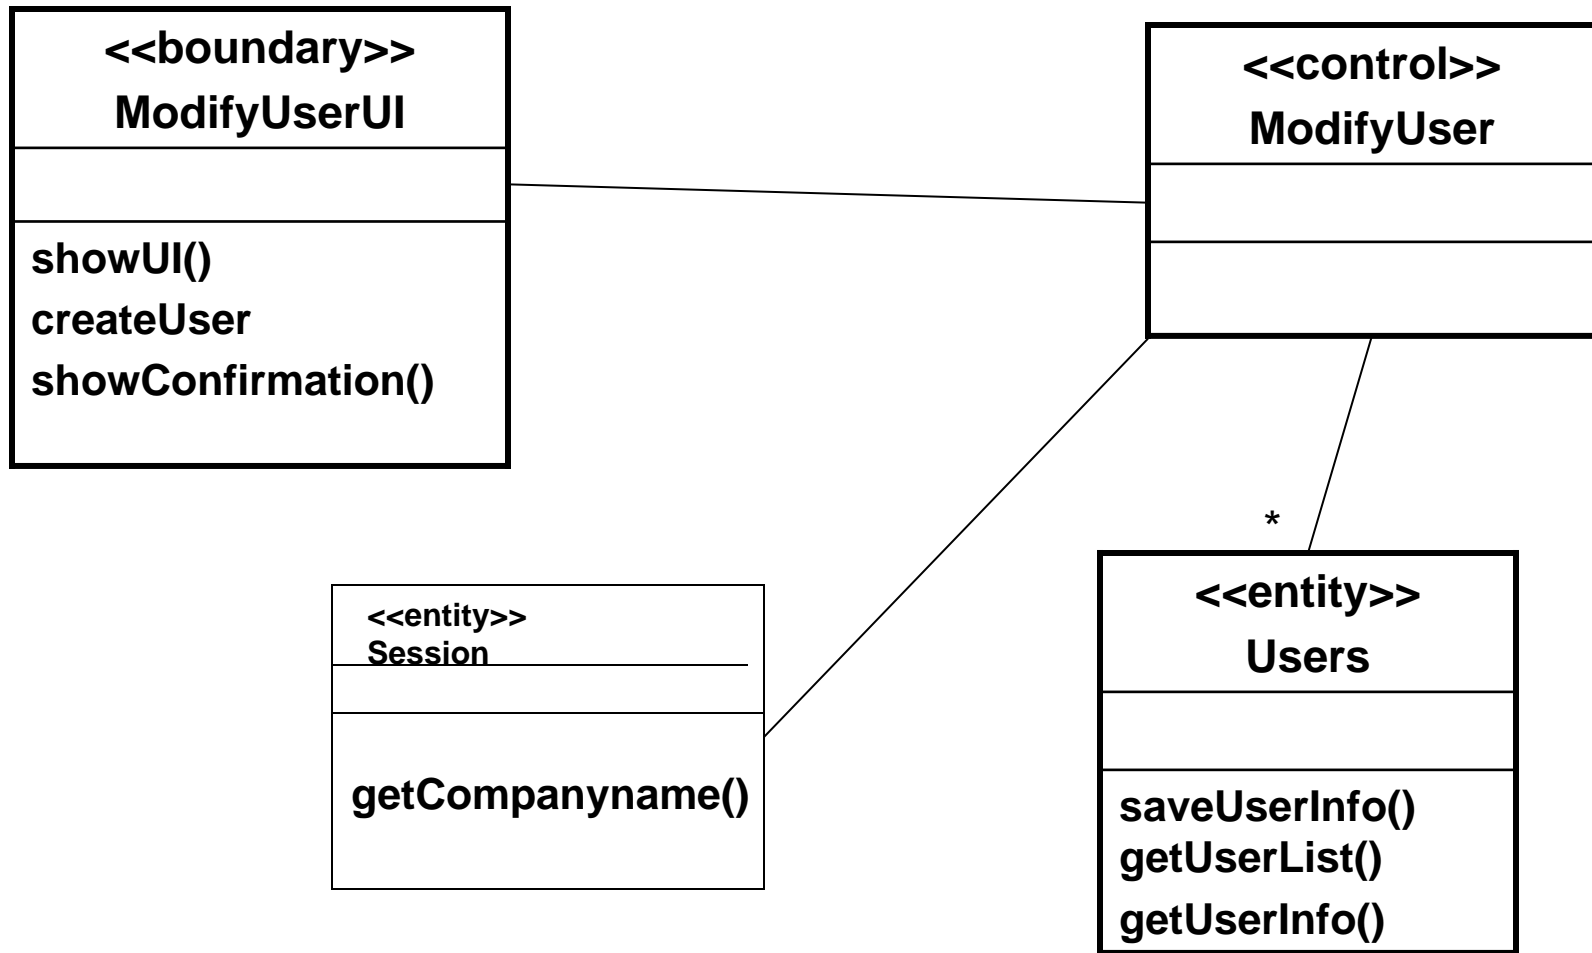 <<boundary>>
ModifyUserUI
showUI()
createUser
showConfirmation()
<<control>>
ModifyUser
<<entity>>
Session
getCompanyname()
*
<<entity>>
Users
saveUserInfo()
getUserList()
getUserInfo()